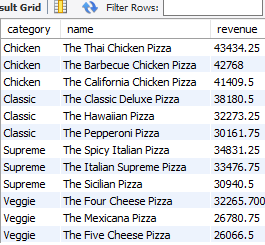 sult Grid Filter Rows:
category name revenue
Chicken The Thai Chicken Pizza 43434.25
Chicken The Barbecue Chicken Pizza 42768
Chicken The California Chicken Pizza 41409.5
Classic The Classic Deluxe Pizza 38180.5
Classic The Hawaiian Pizza 32273.25
Classic The Pepperoni Pizza 30161.75
Supreme The Spicy Italian Pizza 34831.25
Supreme The Italian Supreme Pizza 33476.75
Supreme The Sicilian Pizza 30940.5
Veggie The Four Cheese Pizza 32265.700
Veggie The Mexicana Pizza 26780.75
Veggie The Five Cheese Pizza 26066.5